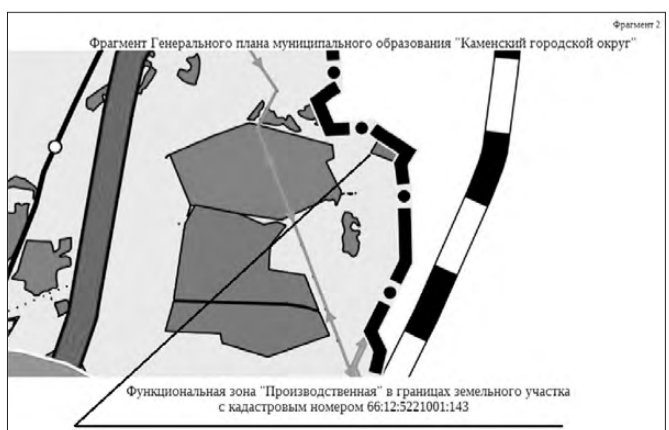 Фрагмент 2
Фрагмент Генерального плана муниципального образования "Каменский городской округ"
Функциональная зона "Производственная" в границах земельного участка
с кадастровым номером 66:12:5221001:143